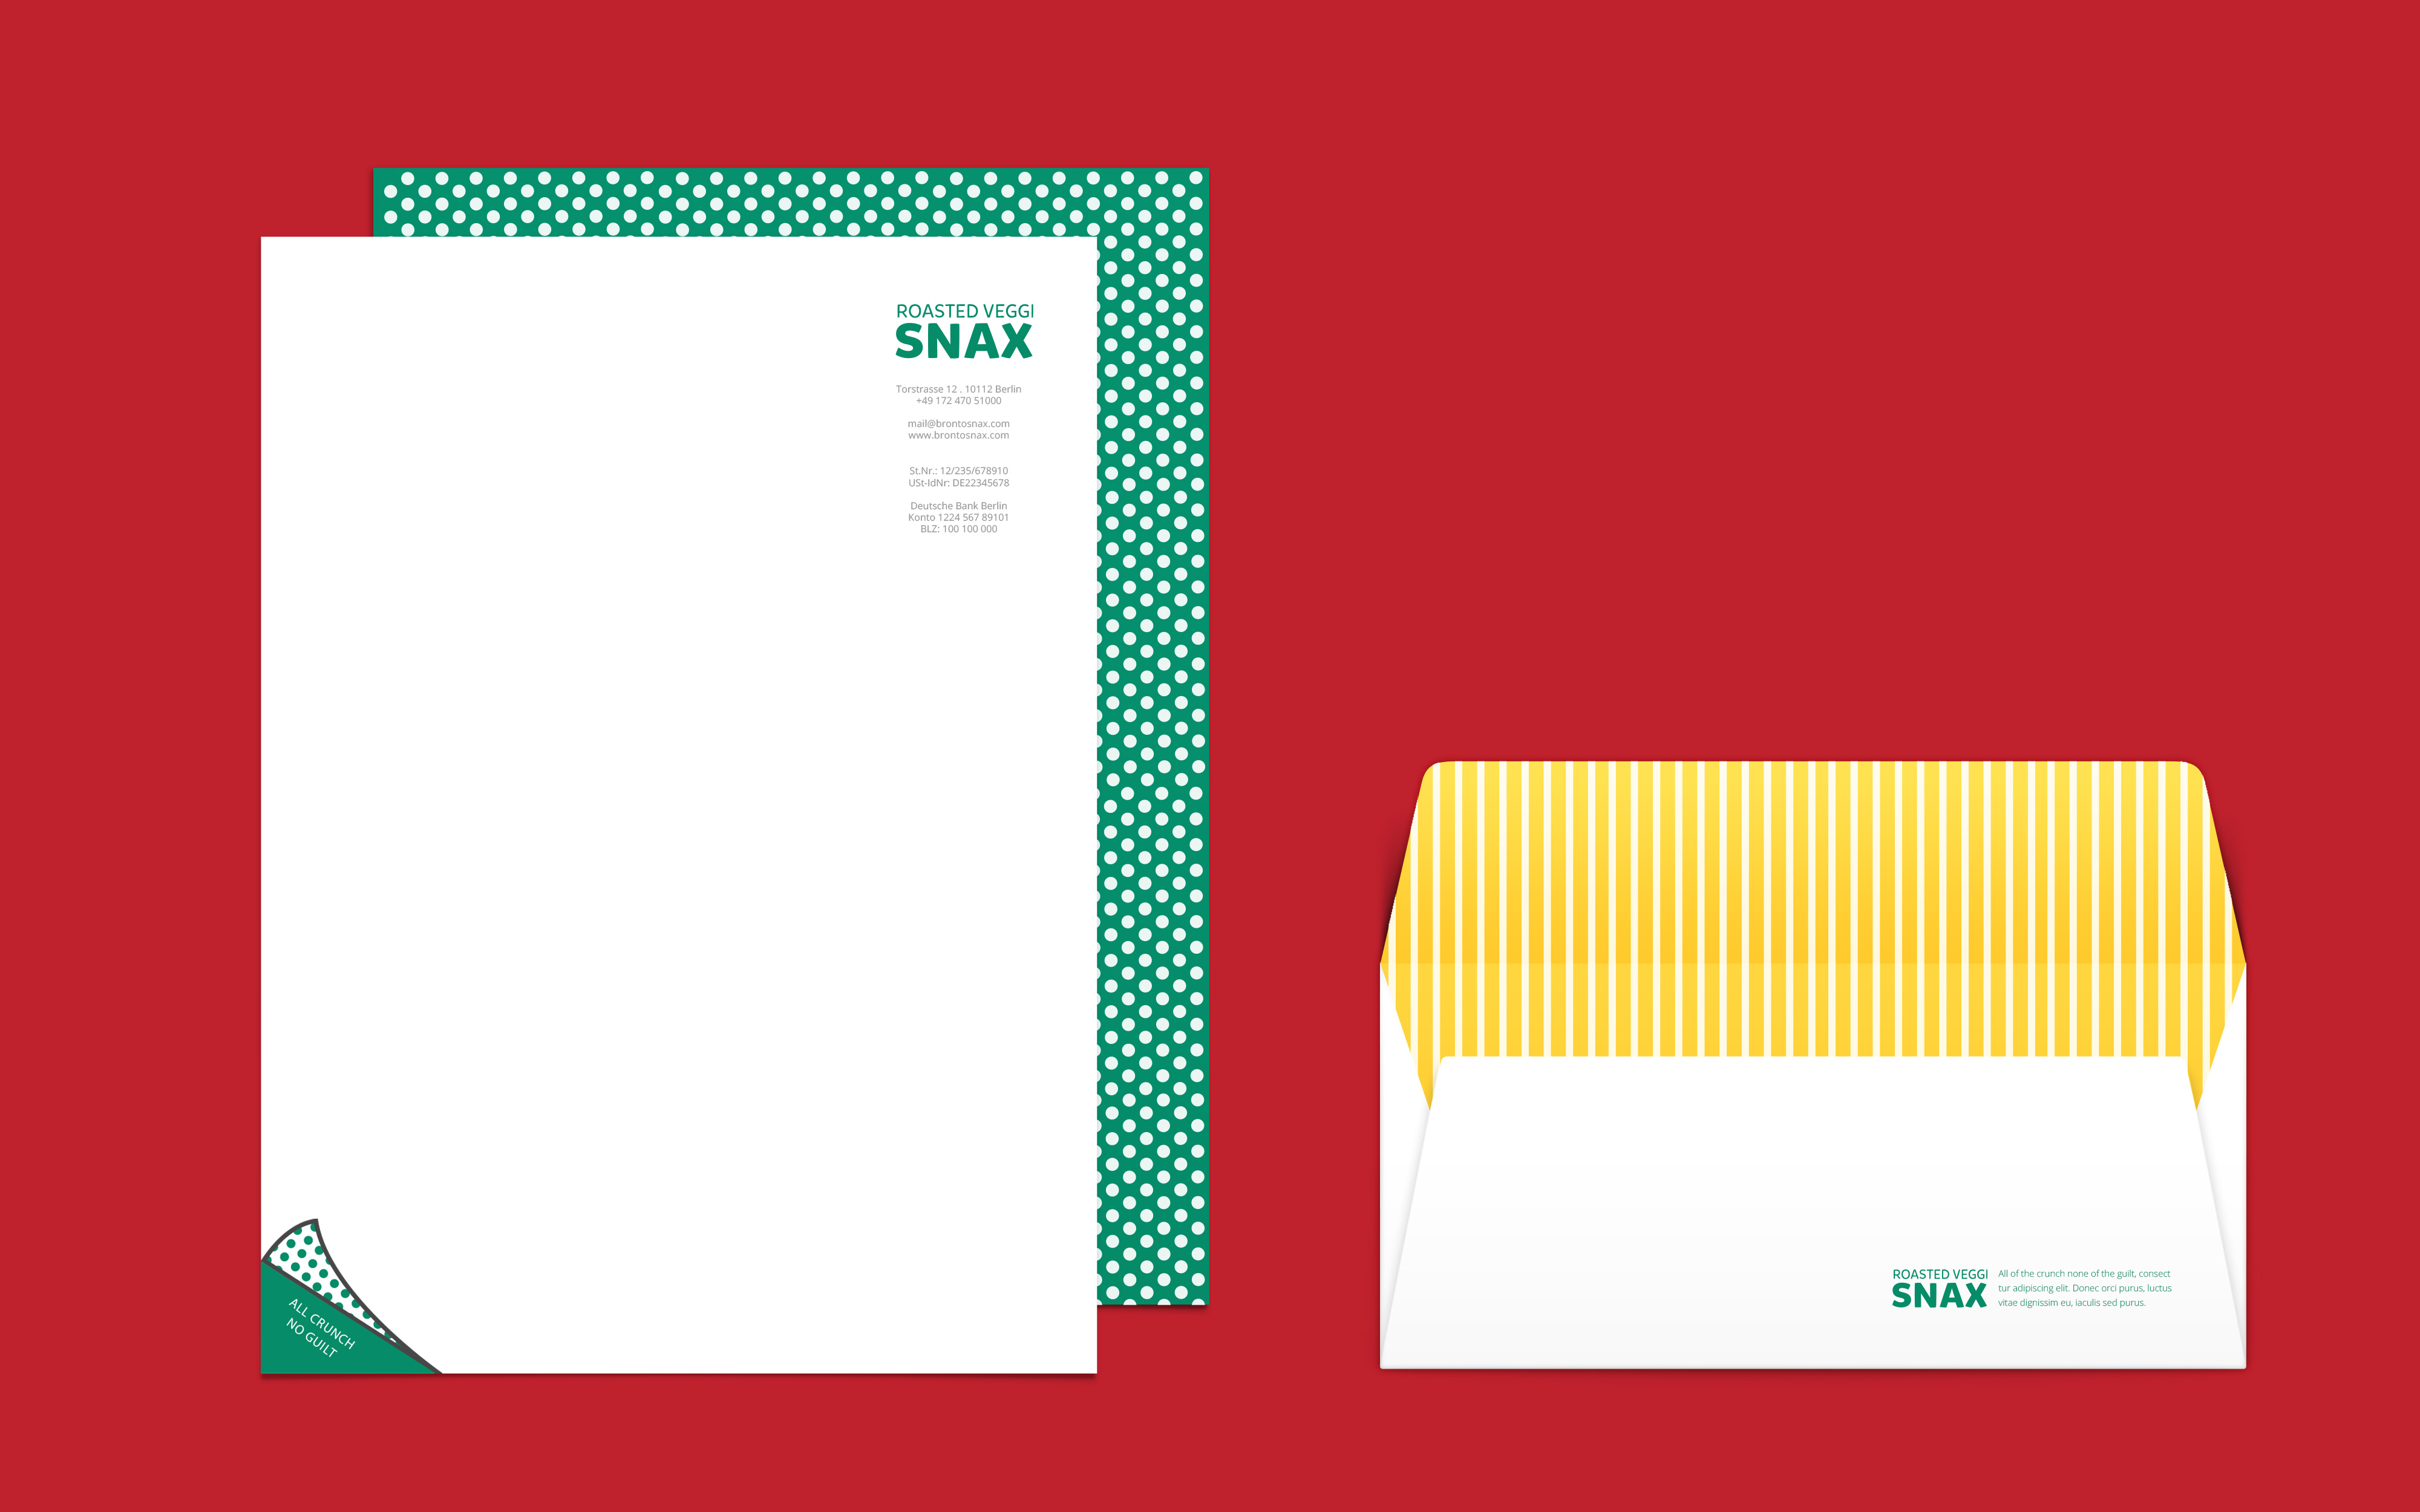 ROASTED VEGGI
SNAX
Torstrasse 12 . 10112 Berlin
+49 172 470 51000
mail@brontosnax.com
www.brontosnax.com
St.Nr.: 12/235/678910
USt-IdNr: DE22345678
Deutsche Bank Berlin
Konto 1224 567 89101
BLZ: 100 100 000
ALL CRUNCH
NO GUILT
ROASTED VEGGI
SNAX
All of the crunch none of the guilt, consect
tur adipiscing elit. Donec orci purus, luctus
vitae dignissim eu, iaculis sed purus.